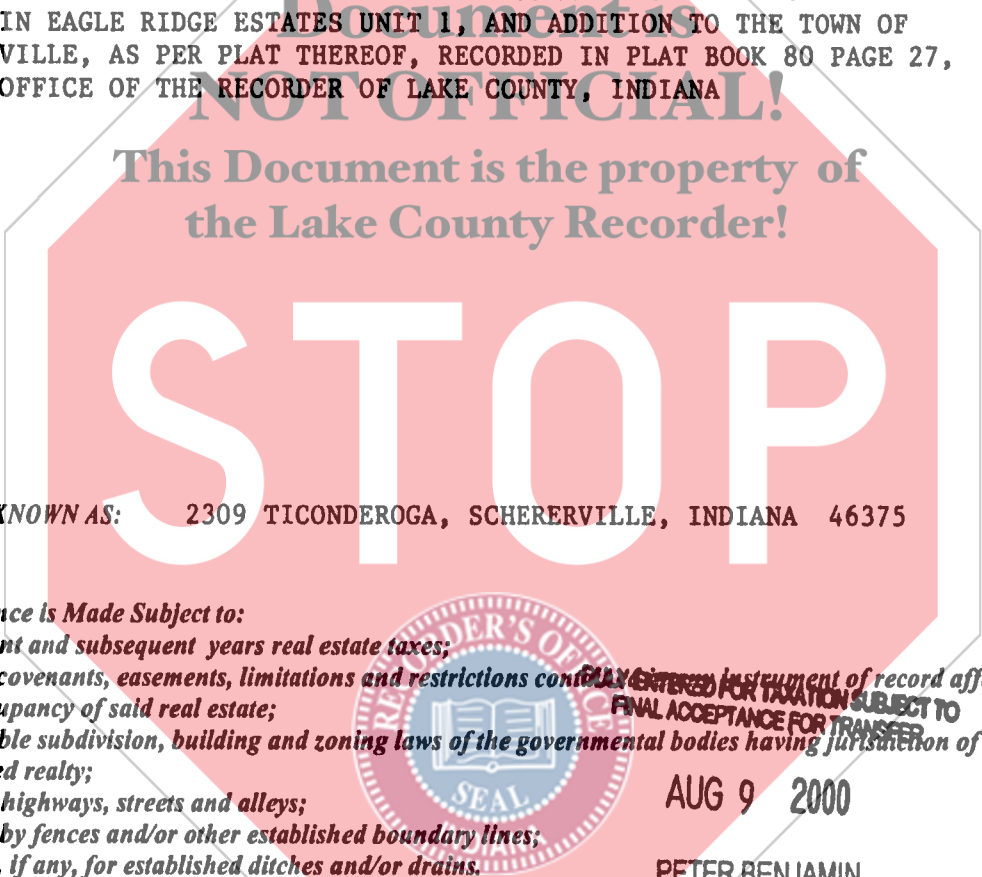 Document is
IN EAGLE RIDGE ESTATES UNIT 1, AND ADDITION TO THE TOWN OF
VILLE, AS PER PLAT THEREOF, RECORDED IN PLAT BOOK 80 PAGE 27,
OFFICE OF THE RECORDER OF LAKE COUNTY, INDIANA
NOT OFFICIAL!
This Document is the property of
the Lake County Recorder!
STOP
KNOWN AS: 2309 TICONDEROGA, SCHERERVILLE, INDIANA 46375
nce is Made Subject to:
nt and subsequent years real estate taxes;
covenants, easements, limitations and restrictions instrument of record aff
upancy of said real estate;
ble subdivision, building and zoning laws of the governmental bodies having jurisdiction of
d realty;
highways, streets and alleys;
by fences and/or other established boundary lines;
, if any, for established ditches and/or drains.
DULY ENTERED FOR TAXATION SUBJECT TO
FINAL ACCEPTANCE FOR TRANSFER
AUG 9 2000
PETER BENJAMIN
RECORDER'S OFFICE
SEAL
INDIANA